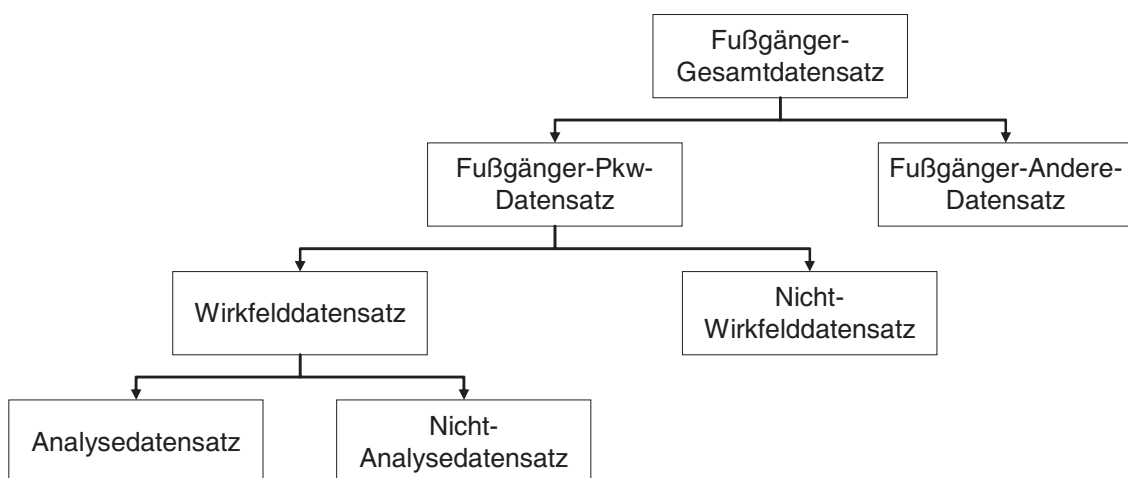 Fußgänger-
Gesamtdatensatz
Fußgänger-Pkw-
Datensatz
Fußgänger-Andere-
Datensatz
Wirkfelddatensatz
Nicht-
Wirkfelddatensatz
Analysedatensatz
Nicht-
Analysedatensatz